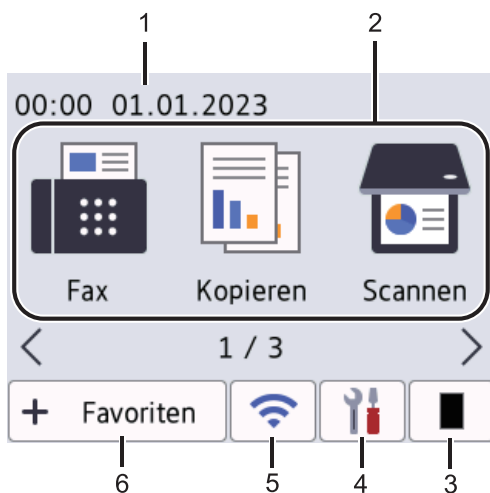 1 2
00:00 01.01.2023
Fax Kopieren Scannen
1 / 3
+ Favoriten
6 5 4 3